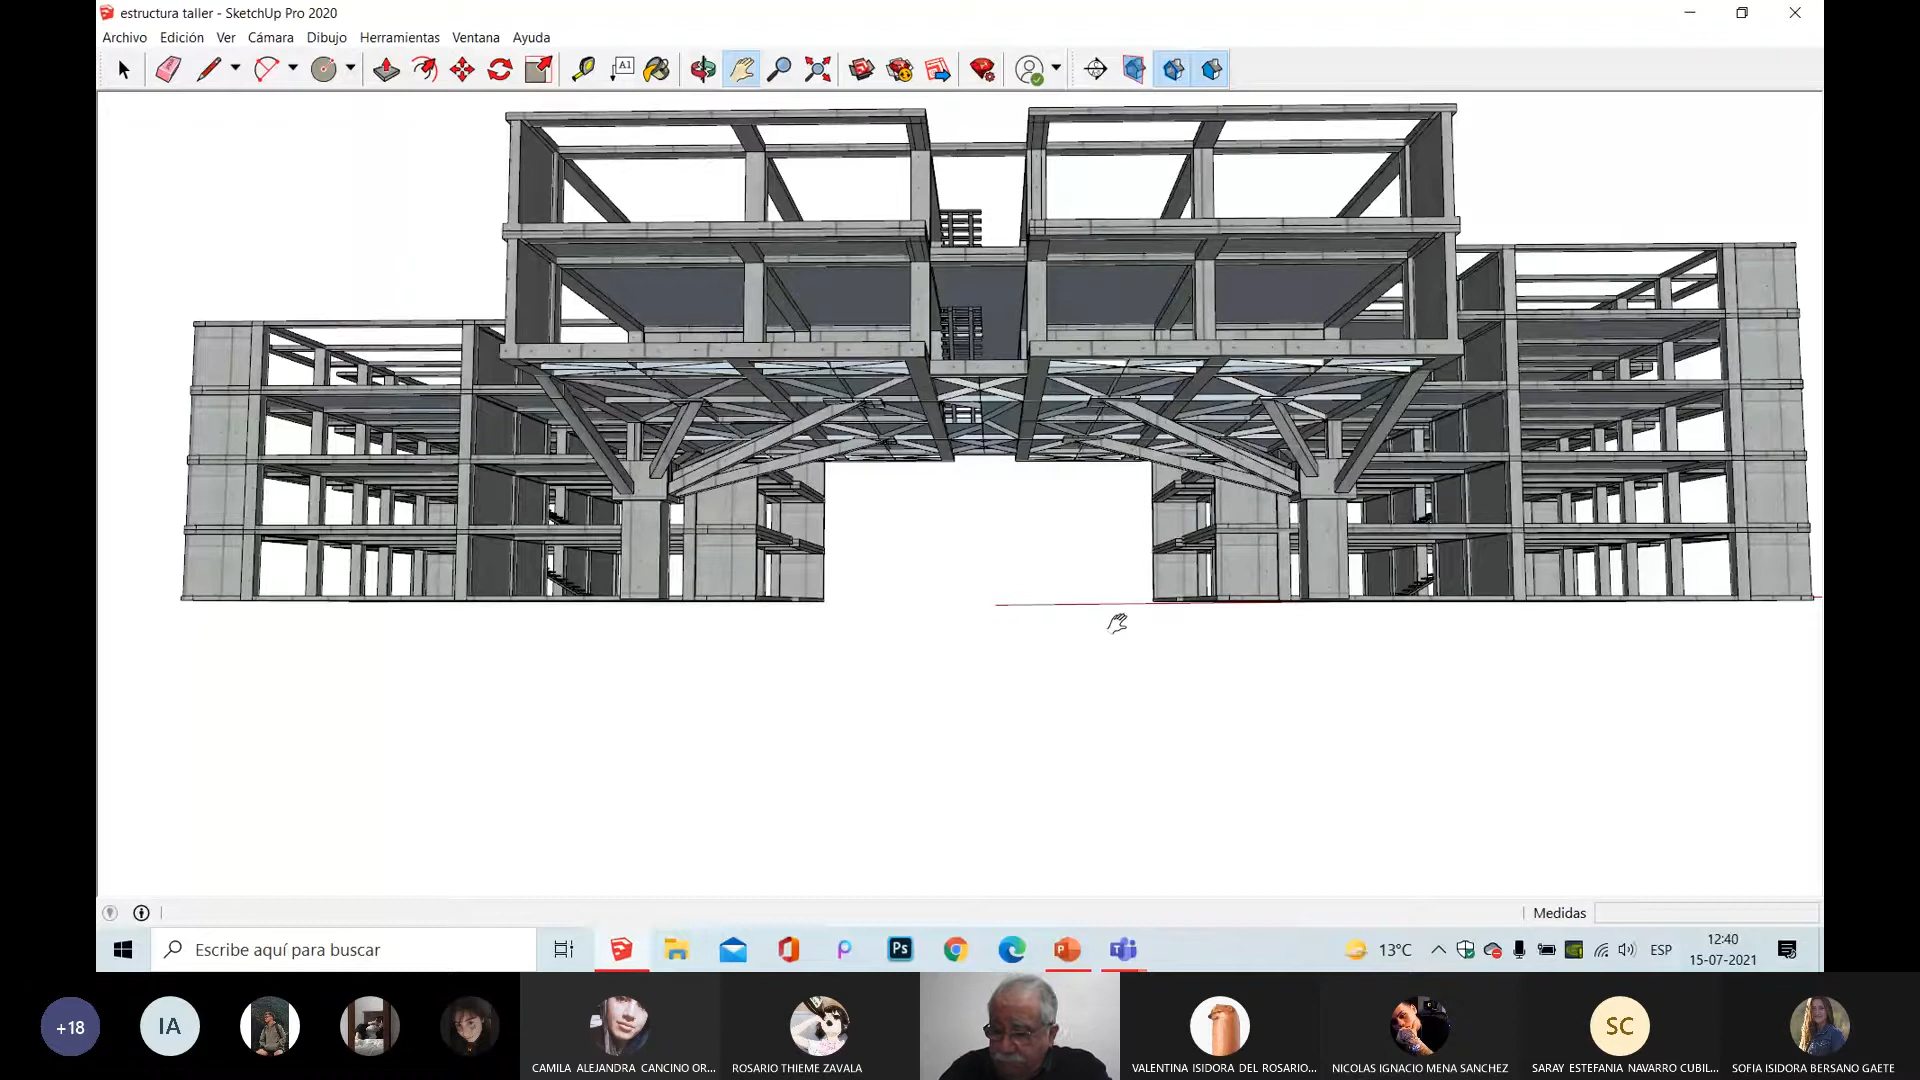 estructura taller - SketchUp Pro 2020
Archivo Edición Ver Cámara Dibujo Herramientas Ventana Ayuda
A1
Medidas
Escribe aquí para buscar
Ps
13°C
ESP
12:40
15-07-2021
+18
IA
SC
CAMILA ALEJANDRA CANCINO OR...
ROSARIO THIEME ZAVALA
VALENTINA ISIDORA DEL ROSARIO...
NICOLAS IGNACIO MENA SANCHEZ
SARAY ESTEFANIA NAVARRO CUBIL...
SOFIA ISIDORA BERSANO GAETE